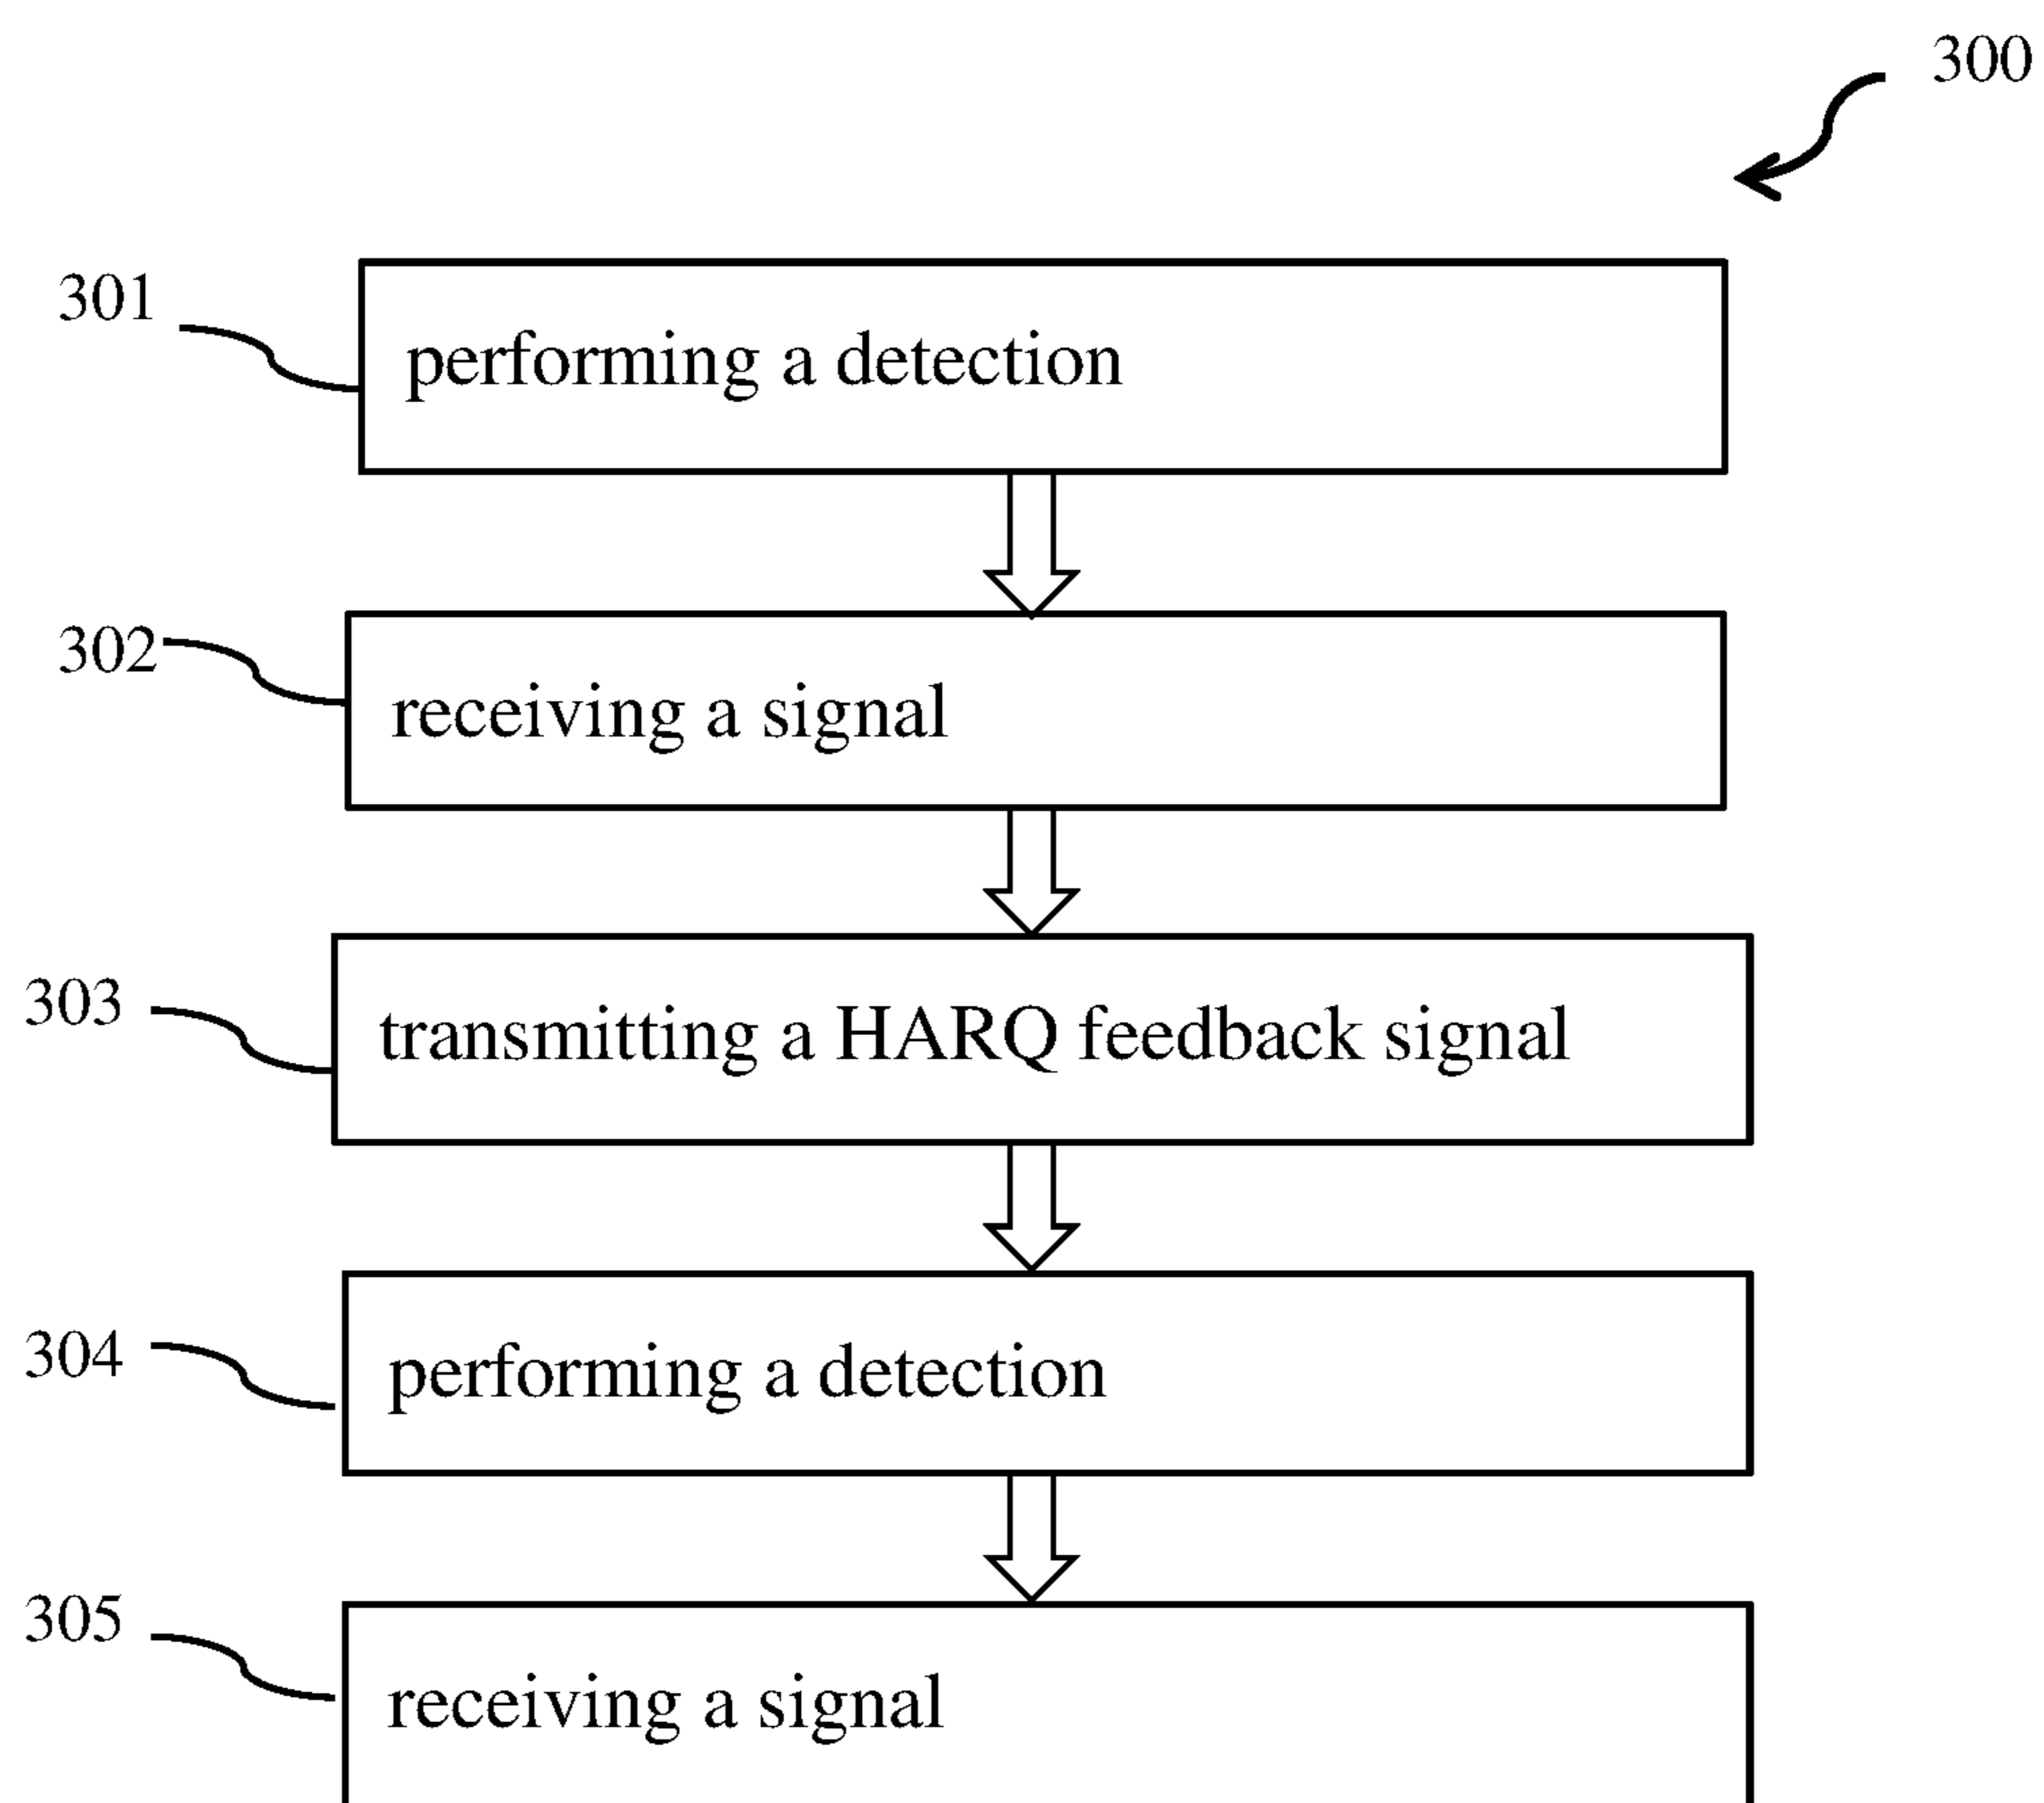 300
301
performing a detection
302
receiving a signal
303
transmitting a HARQ feedback signal
304
performing a detection
305
receiving a signal